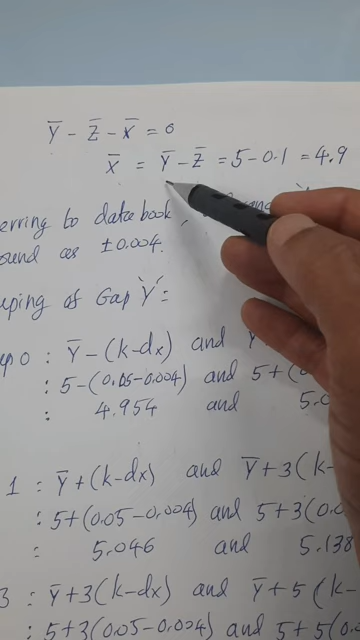 Ȳ - Z̄ - X̄ = 0
X̄ = Ȳ - Z̄ = 5 - 0.1 = 4.9
erring to data book,
ound as ±0.004.
uping of Gap 'Y' :
up 0 : Ȳ - (k-dx) and Y
: 5-(0.05-0.004) and 5+(
: 4.954 and 5.0
1 : Ȳ+(k-dx) and Ȳ+3(k-
: 5+(0.05-0.004) and 5+3(0.0
: 5.046 and 5.138
3 : Ȳ+3(k-dx) and Ȳ+5(k-
: 5+3(0.05-0.004) and 5+5(0.